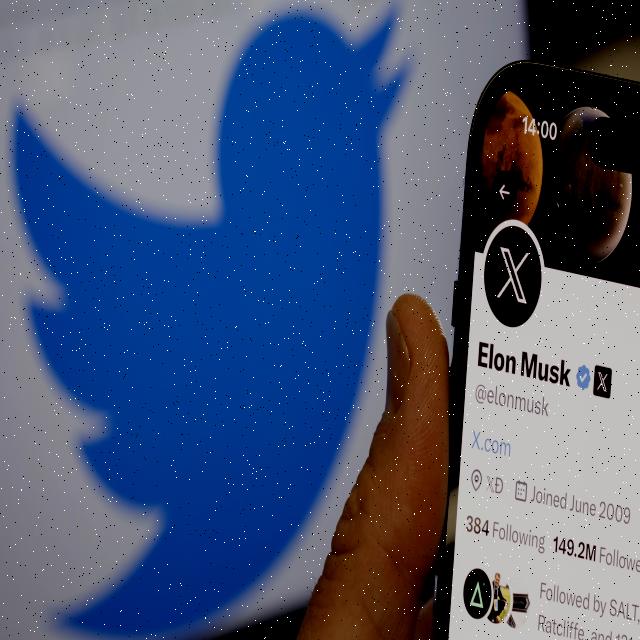 14:00
Elon Musk
@elonmusk
X.com
XĐ Joined June 2009
384 Following 149.2M Followe
Followed by SALT
Ratcliffe, and